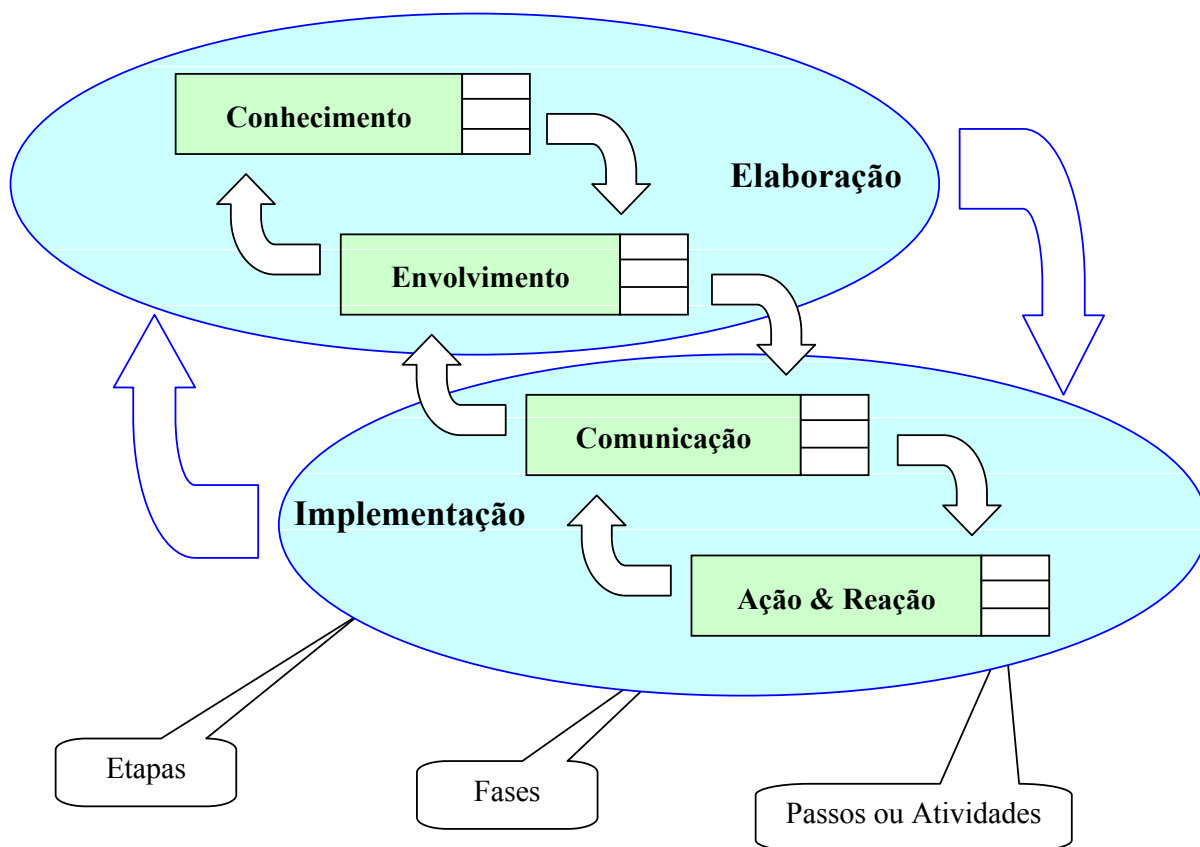 Conhecimento
Elaboração
Envolvimento
Comunicação
Implementação
Ação & Reação
Etapas
Fases
Passos ou Atividades